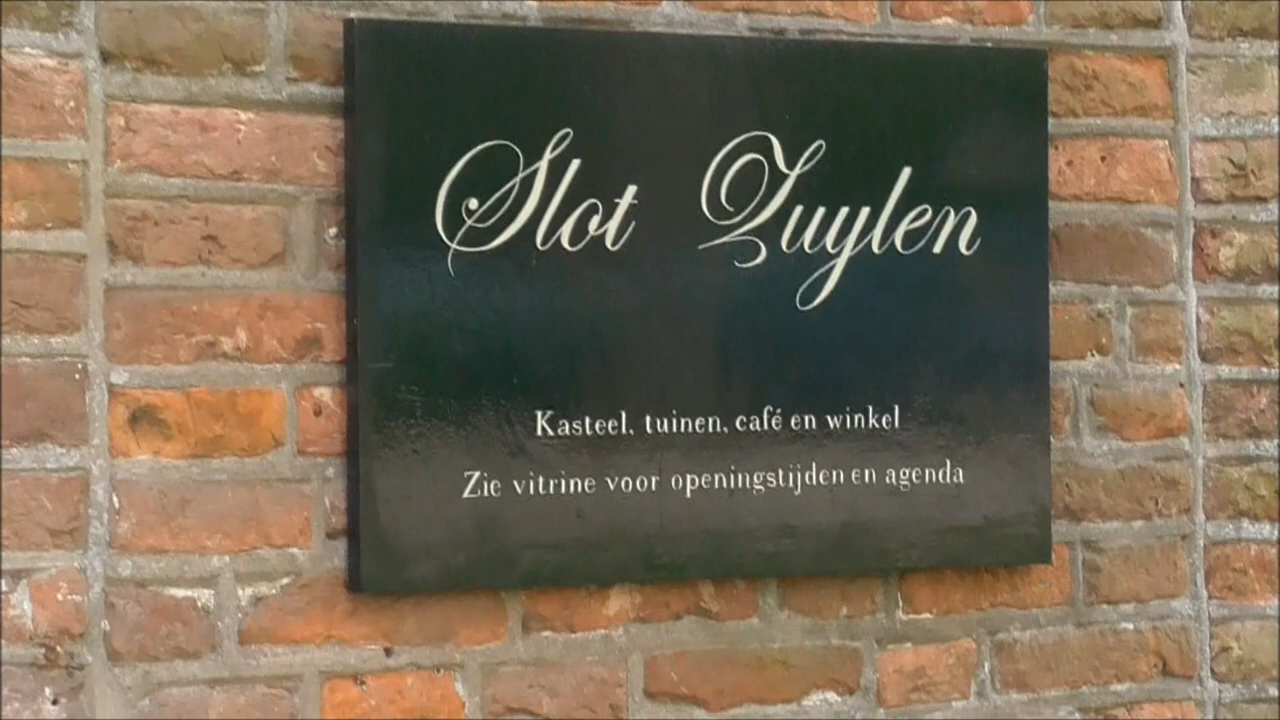 Slot Zuylen
Kasteel, tuinen, café en winkel
Zie vitrine voor openingstijden en agenda